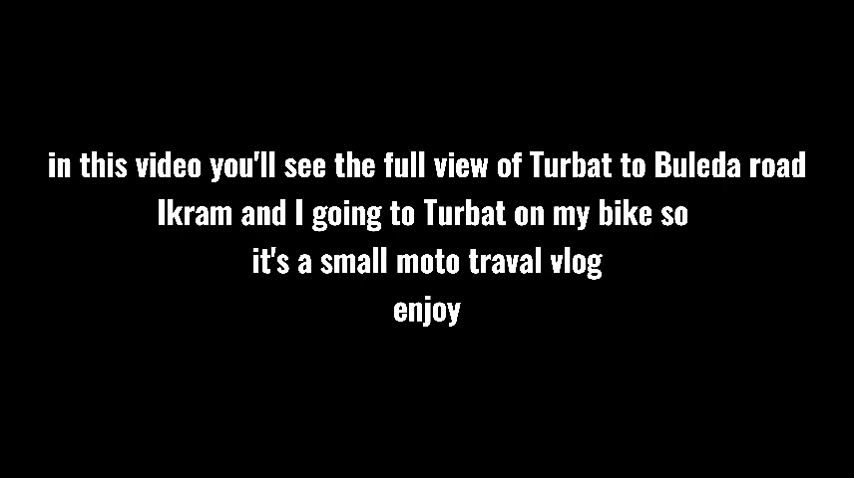 in this video you'll see the full view of Turbat to Buleda road
Ikram and I going to Turbat on my bike so
it's a small moto traval vlog
enjoy